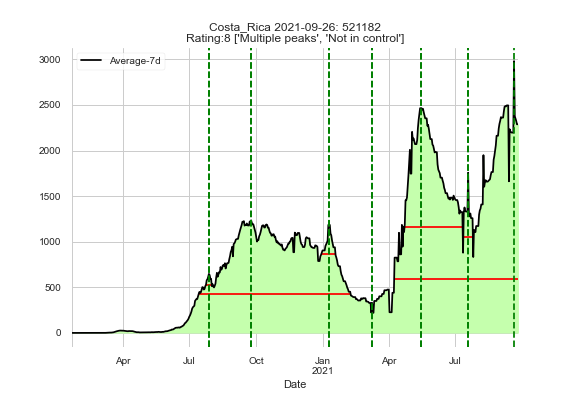 Costa_Rica 2021-09-26: 521182
Rating:8 ['Multiple peaks', 'Not in control']
Average-7d
3000
2500
2000
1500
1000
500
0
Apr
Jul
Oct
Jan
2021
Apr
Jul
Date